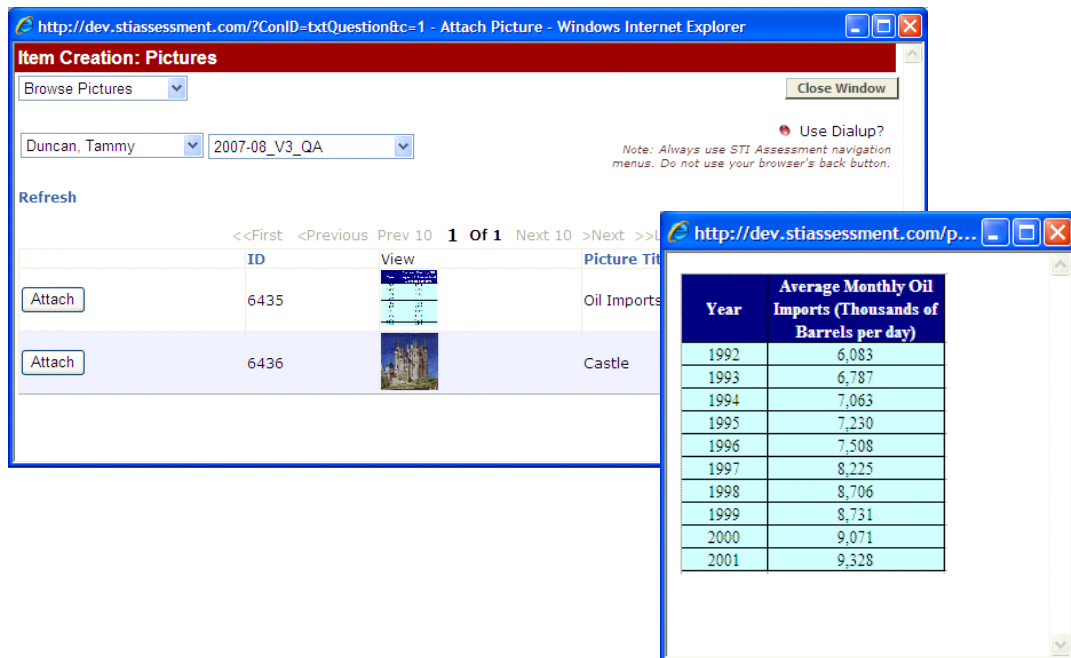 http://dev.stiassessment.com/?ConID=txtQuestion&c=1 - Attach Picture - Windows Internet Explorer
Item Creation: Pictures
Browse Pictures
Close Window
Use Dialup?
Duncan, Tammy 2007-08_V3_QA
Note: Always use STI Assessment navigation
menus. Do not use your browser's back button.
Refresh
<<First <Previous Prev 10 1 Of 1 Next 10 >Next >>L
ID View Picture Tit
Attach 6435 Oil Imports
Attach 6436 Castle
http://dev.stiassessment.com/p...
Year Average Monthly Oil
Imports (Thousands of
Barrels per day)
1992 6,083
1993 6,787
1994 7,063
1995 7,230
1996 7,508
1997 8,225
1998 8,706
1999 8,731
2000 9,071
2001 9,328